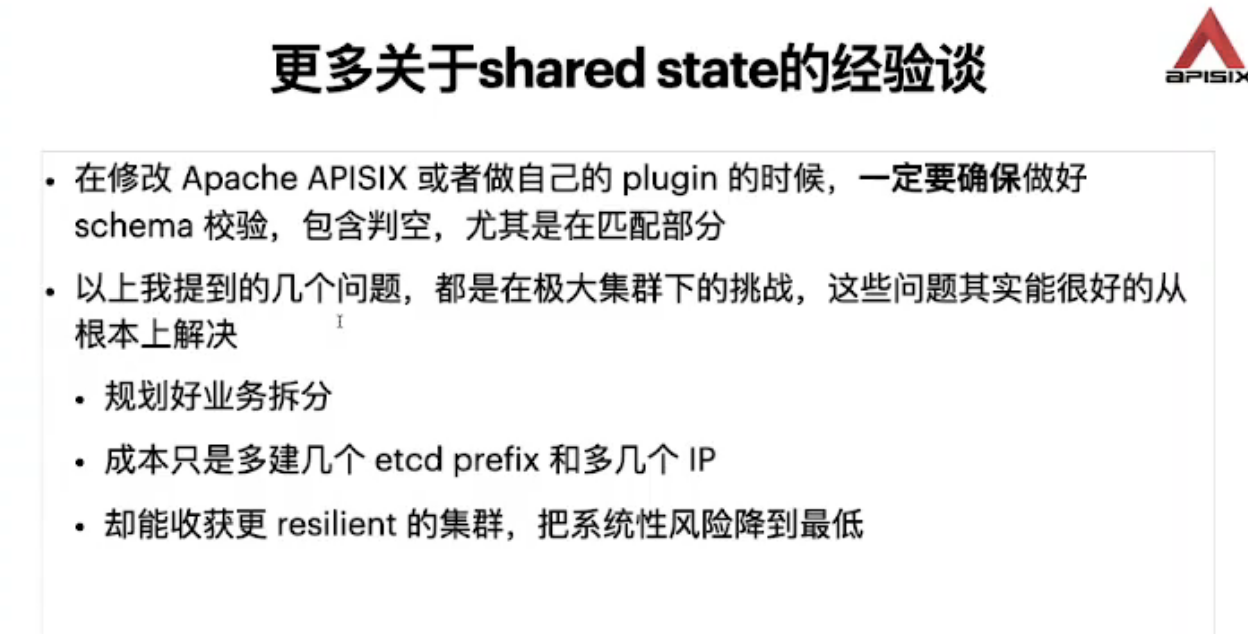 更多关于shared state的经验谈
APISIX
• 在修改 Apache APISIX 或者做自己的 plugin 的时候，一定要确保做好
schema 校验，包含判空，尤其是在匹配部分
• 以上我提到的几个问题，都是在极大集群下的挑战，这些问题其实能很好的从
根本上解决
• 规划好业务拆分
• 成本只是多建几个 etcd prefix 和多几个 IP
• 却能收获更 resilient 的集群，把系统性风险降到最低